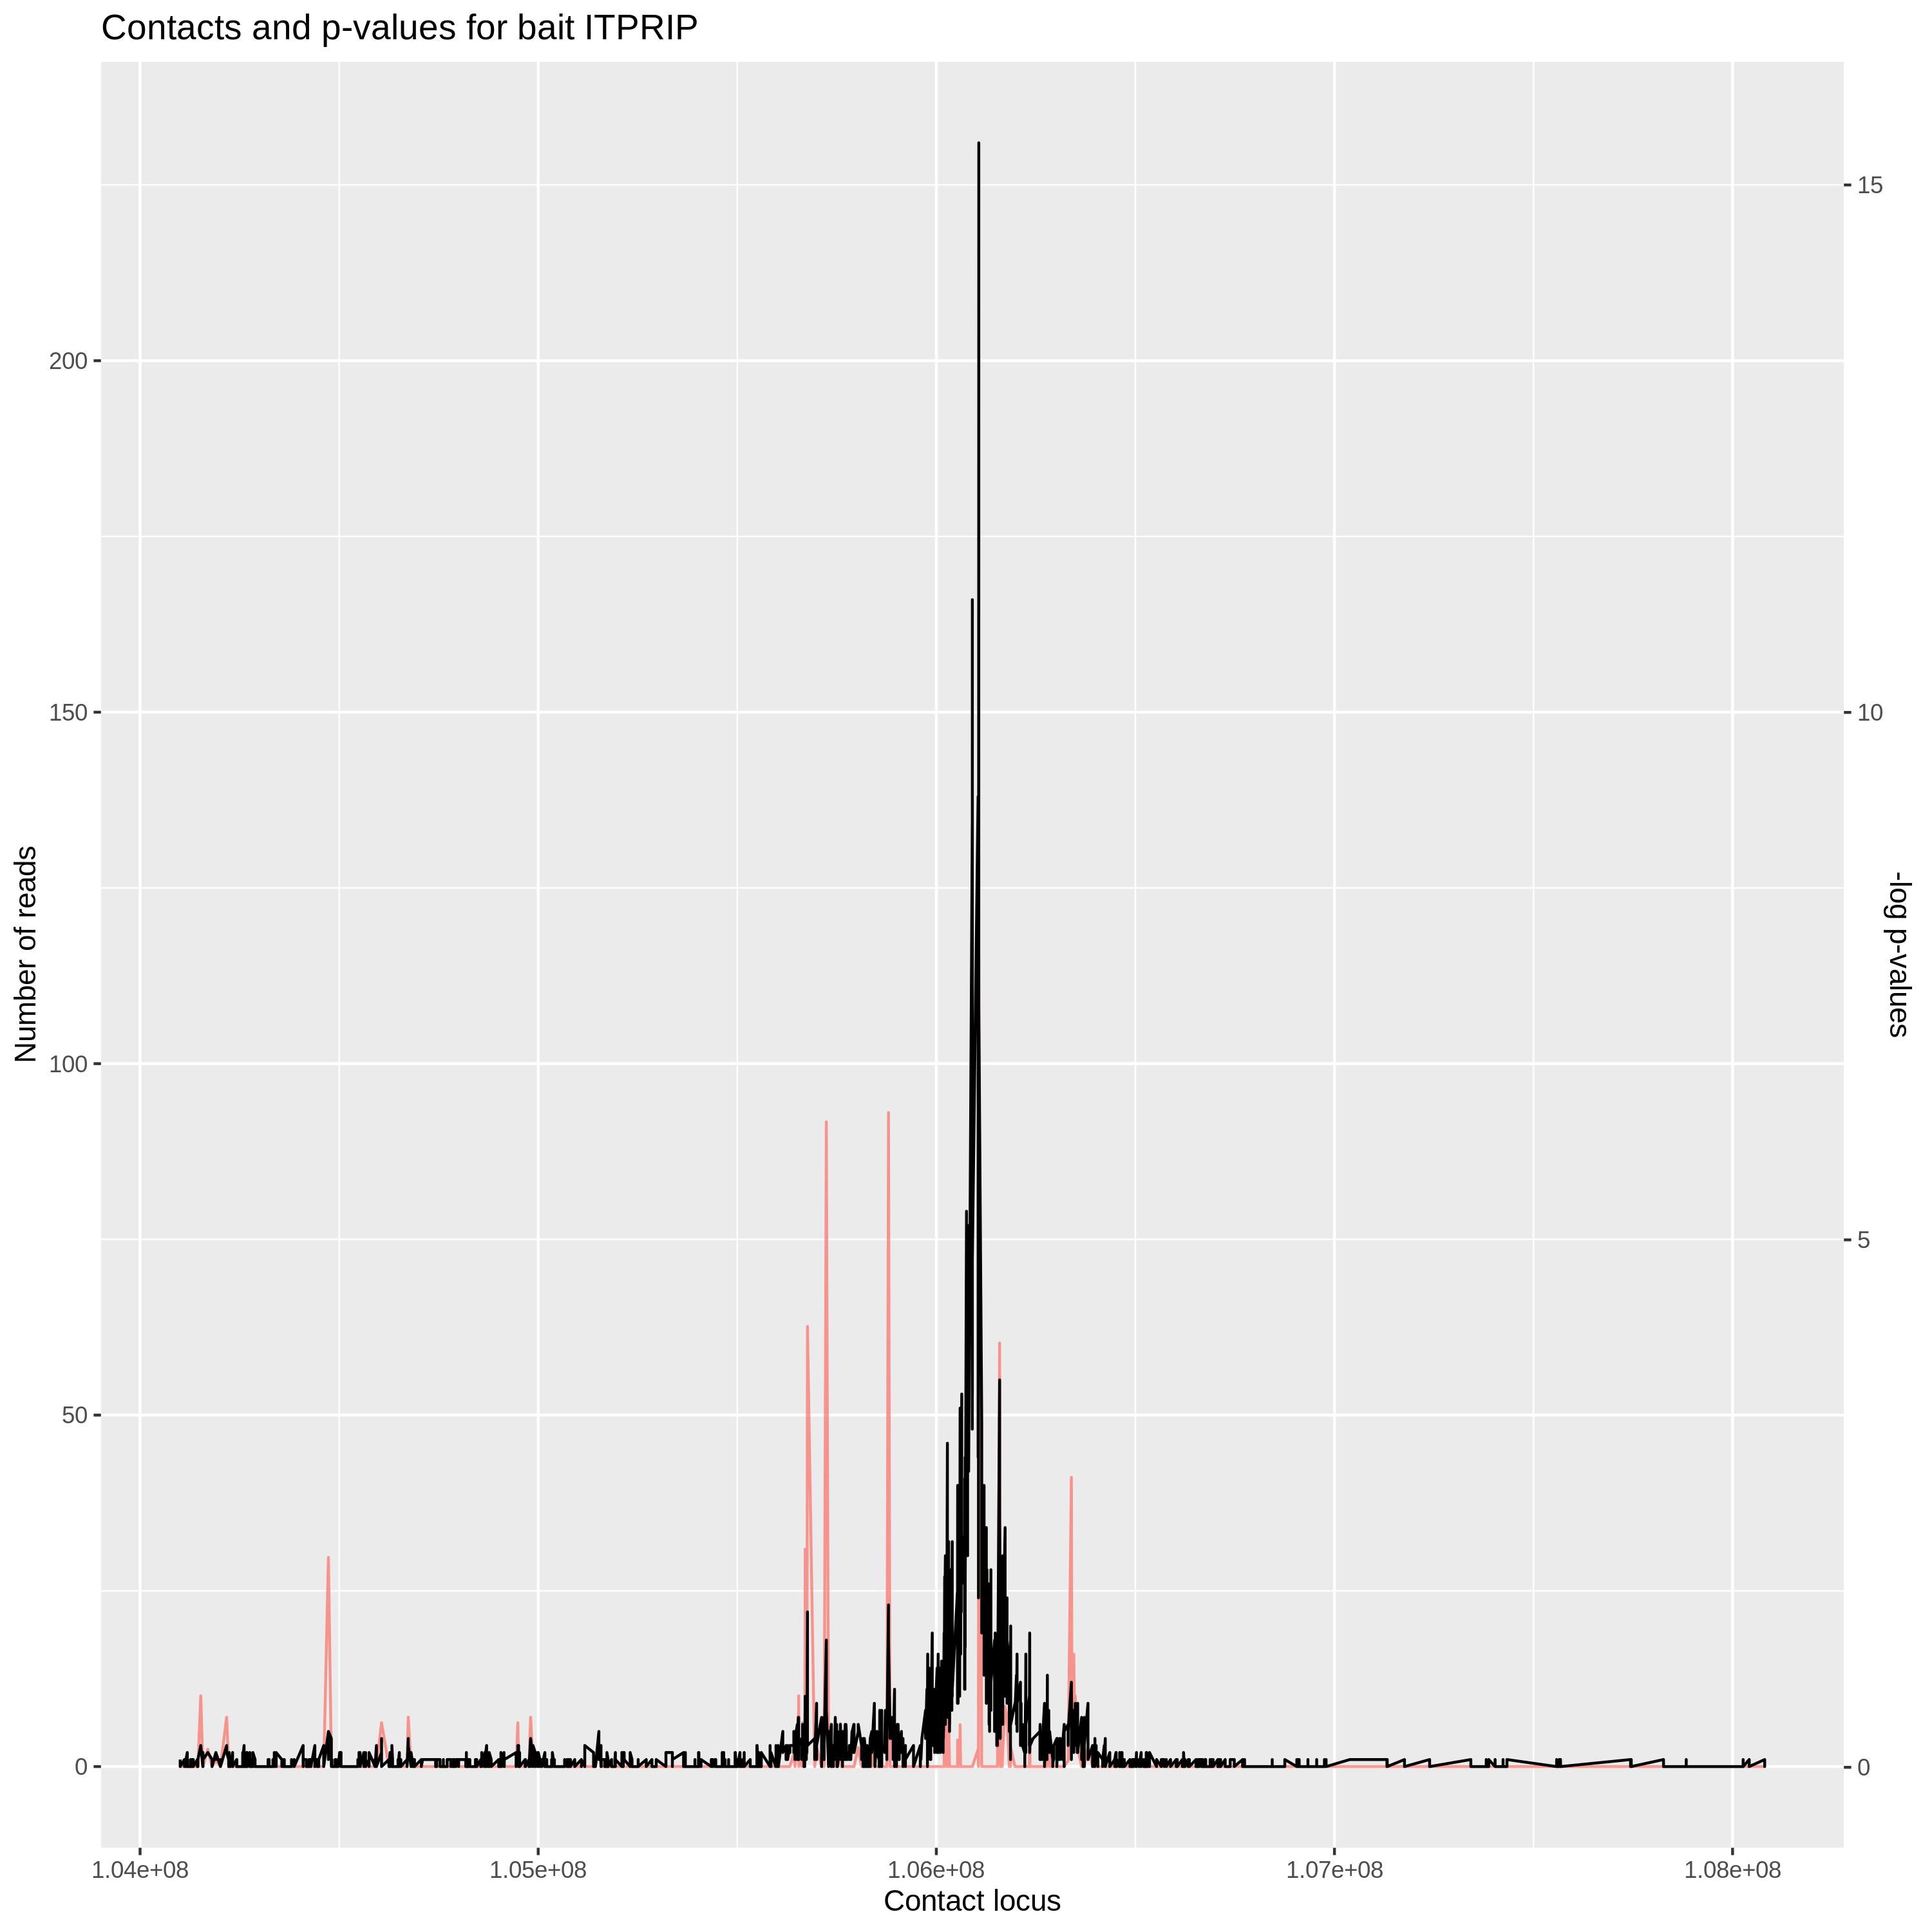 Contacts and p-values for bait ITPRIP
Number of reads
200
150
100
50
0
15
10
5
0
-log p-values
1.04e+08
1.05e+08
1.06e+08
1.07e+08
1.08e+08
Contact locus